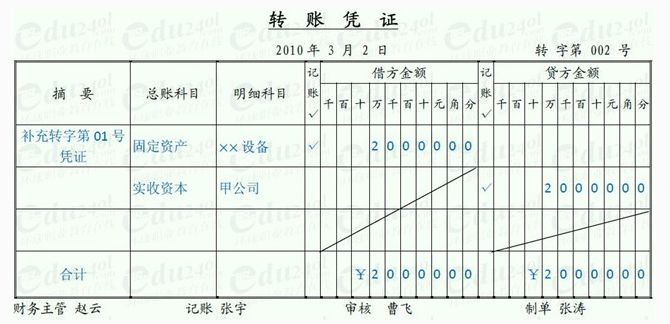 转 账 凭 证
2010 年 3 月 2 日 转 字第 002 号
摘 要 总账科目 明细科目 记账√ 借方金额 记账√ 贷方金额
千 百 十 万 千 百 十 元 角 分 千 百 十 万 千 百 十 元 角 分
补充转字第 01 号凭证 固定资产 ××设备 √ 2 0 0 0 0 0 0
实收资本 甲公司 √ 2 0 0 0 0 0 0
合计 ¥ 2 0 0 0 0 0 0 ¥ 2 0 0 0 0 0 0
财务主管 赵云 记账 张宇 审核 曹飞 制单 张涛